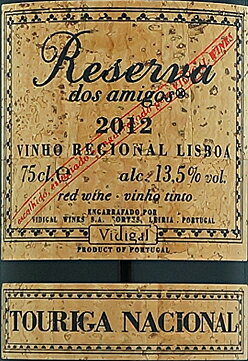 Reserva
dos amigos
2012
VINHO REGIONAL LISBOA
75cl.e alc. 13,5% vol.
red wine · vinho tinto
ENGARRAFADO POR
VIDIGAL WINES S.A. CORTES, LEIRIA, PORTUGAL
Vidigal
PRODUCT OF PORTUGAL
TOURIGA NACIONAL